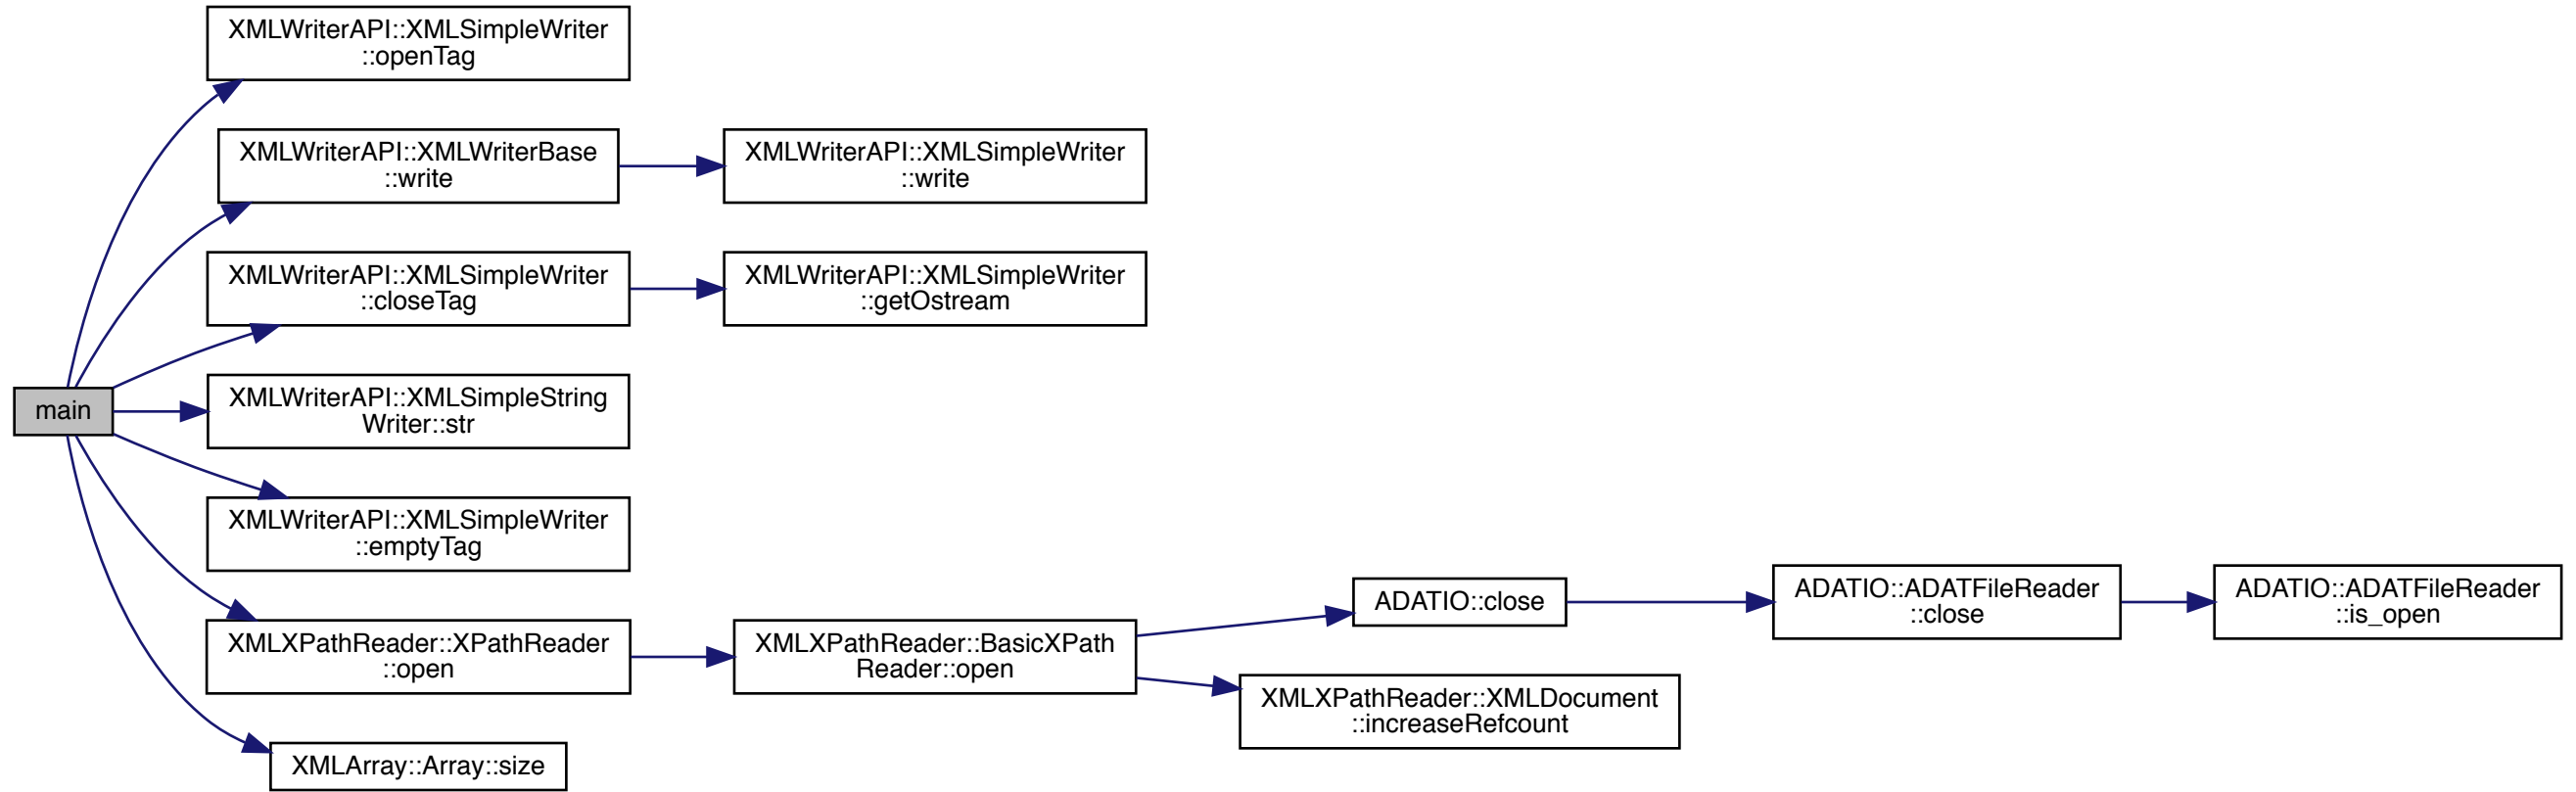 XMLWriterAPI::XMLSimpleWriter
::openTag
XMLWriterAPI::XMLWriterBase
::write
XMLWriterAPI::XMLSimpleWriter
::write
XMLWriterAPI::XMLSimpleWriter
::closeTag
XMLWriterAPI::XMLSimpleWriter
::getOstream
main
XMLWriterAPI::XMLSimpleString
Writer::str
XMLWriterAPI::XMLSimpleWriter
::emptyTag
XMLXPathReader::XPathReader
::open
XMLXPathReader::BasicXPath
Reader::open
ADATIO::close
ADATIO::ADATFileReader
::close
ADATIO::ADATFileReader
::is_open
XMLXPathReader::XMLDocument
::increaseRefcount
XMLArray::Array::size